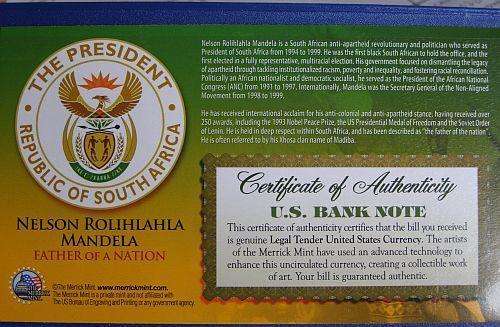 THE PRESIDENT
REPUBLIC OF SOUTH AFRICA
NELSON ROLIHLAHLA
MANDELA
FATHER OF A NATION
©The Merrick Mint. www.merrickmint.com
The Merrick Mint is a private mint and not affiliated with
The US Bureau of Engraving and Printing or any government agency.
Nelson Rolihlahla Mandela is a South African anti-apartheid revolutionary and politician who served as
President of South Africa from 1994 to 1999. He was the first black South African to hold the office, and the
first elected in a fully representative, multiracial election. His government focused on dismantling the legacy
of apartheid through tackling institutionalized racism, poverty and inequality, and fostering racial reconciliation.
Politically an African nationalist and democratic socialist, he served as the President of the African National
Congress (ANC) from 1991 to 1997. Internationally, Mandela was the Secretary General of the Non-Aligned
Movement from 1998 to 1999.
He has received international acclaim for his anti-colonial and anti-apartheid stance, having received over
250 awards, including the 1993 Nobel Peace Prize, the US Presidential Medal of Freedom and the Soviet Order
of Lenin. He is held in deep respect within South Africa, and has been described as "the father of the nation".
He is often referred to by his Xhosa clan name of Madiba.
Certificate of Authenticity
U.S. BANK NOTE
This certificate of authenticity certifies that the bill you received
is genuine Legal Tender United States Currency. The artists
of the Merrick Mint have used an advanced technology to
enhance this uncirculated currency, creating a collectible work
of art. Your bill is guaranteed authentic.